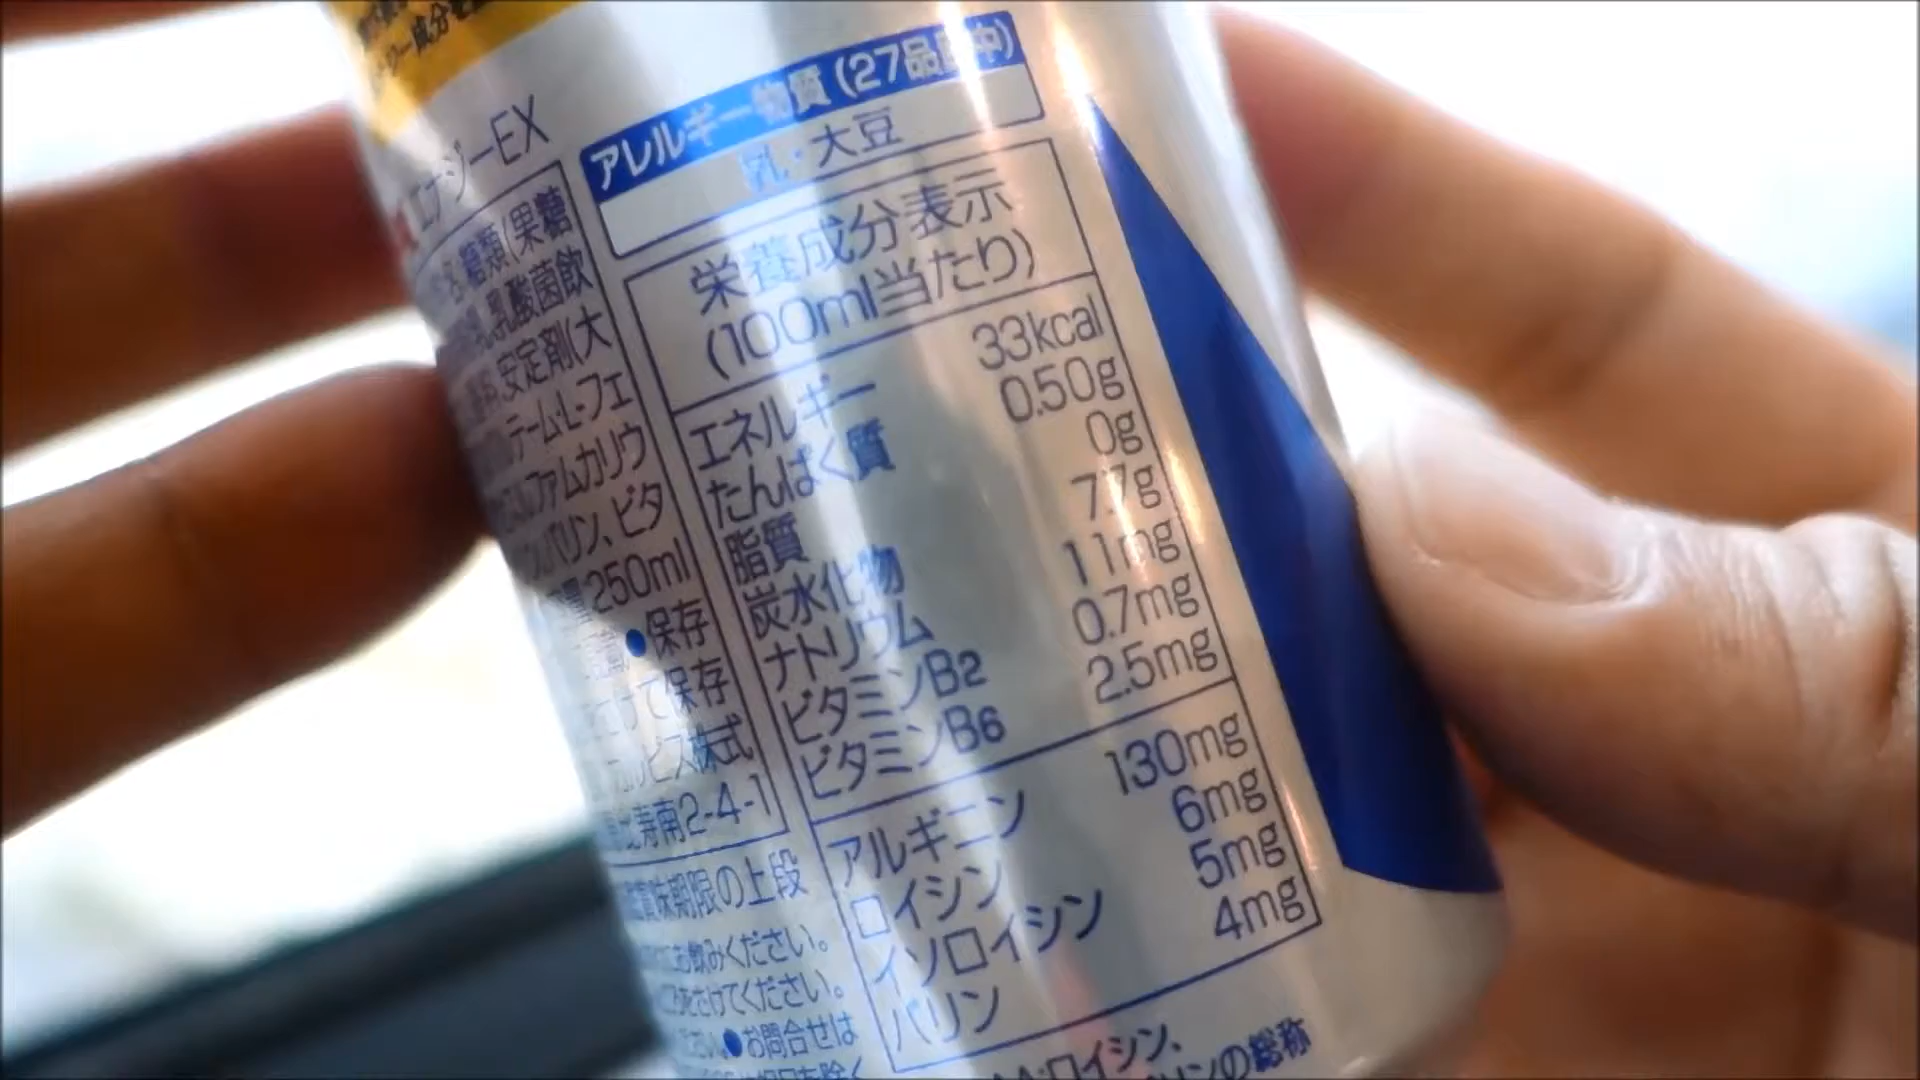 エナジーEX
糖類(果糖
乳酸菌飲
安定剤(大
テーム・L-フェ
ファムカリウ
バリン、ビタ
250ml
●保存
けて保存
ビス株式
寿南2-4-1
賞味期限の上段
にお飲みください。
さけてください。
●お問合せは
アレルギー物質(27品目中)
乳・大豆
栄養成分表示
(100ml当たり)
エネルギー 33kcal
たんぱく質 0.50g
脂質 0g
炭水化物 7.7g
ナトリウム 11mg
ビタミンB2 0.7mg
ビタミンB6 2.5mg
アルギニン 130mg
ロイシン 6mg
イソロイシン 5mg
バリン 4mg
ロイシン、
の総称